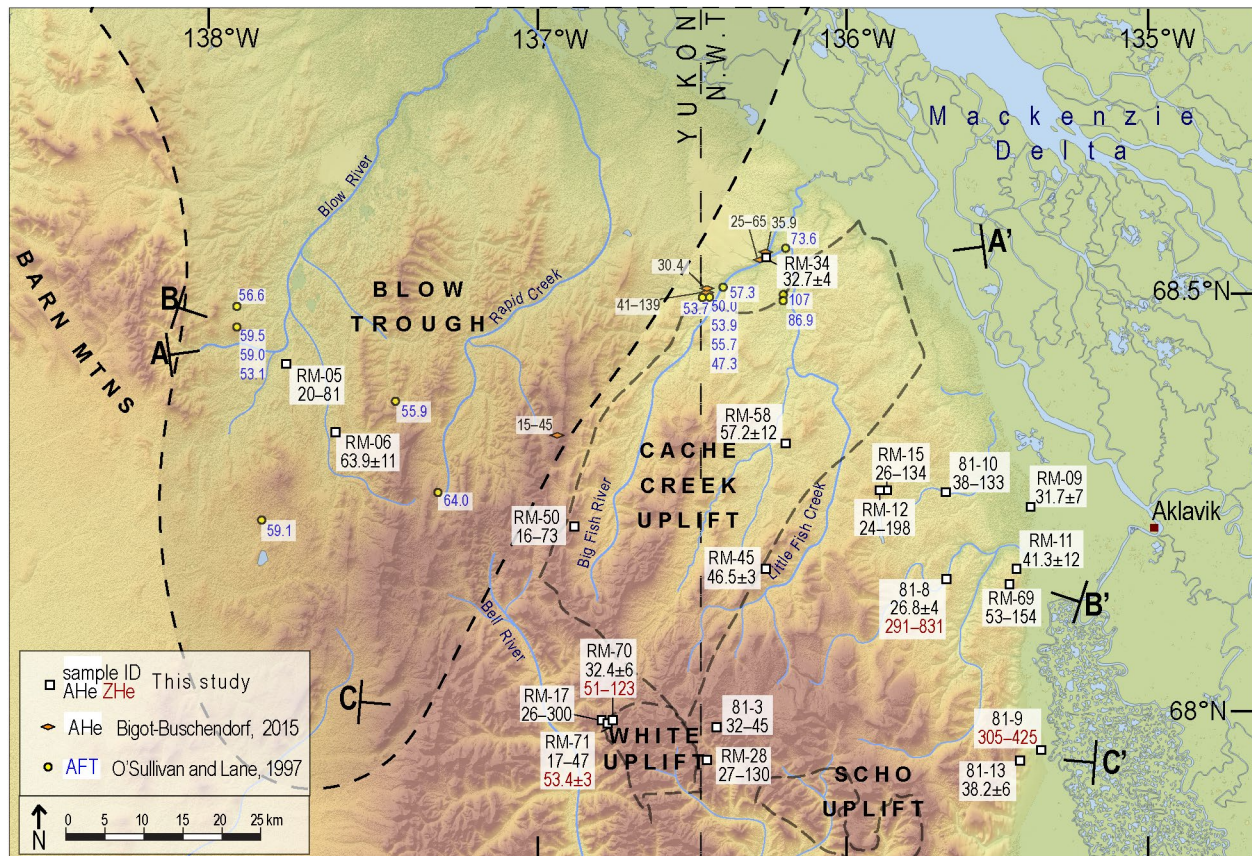 138°W
137°W
136°W
135°W
YUKON
N.W.T
Mackenzie
Delta
Blow River
Rapid Creek
BARN MTNS
BLOW
TROUGH
B
A
A'
68.5°N
25–65
35.9
73.6
RM-34
32.7±4
30.4
41–139
53.7
50.0
57.3
53.9
55.7
47.3
107
86.9
56.6
59.5
59.0
53.1
RM-05
20–81
55.9
RM-06
63.9±11
15–45
64.0
59.1
RM-58
57.2±12
CACHE
CREEK
UPLIFT
Big Fish River
Little Fish Creek
RM-50
16–73
RM-45
46.5±3
RM-15
26–134
RM-12
24–198
81-10
38–133
RM-09
31.7±7
Aklavik
RM-11
41.3±12
81-8
26.8±4
291–831
RM-69
53–154
B'
Bell River
RM-70
32.4±6
51–123
RM-17
26–300
RM-71
17–47
53.4±3
WHITE
UPLIFT
81-3
32–45
RM-28
27–130
SCHO
UPLIFT
81-9
305–425
81-13
38.2±6
68°N
C
C'
sample ID
AHe ZHe This study
AHe Bigot-Buschendorf, 2015
AFT O'Sullivan and Lane, 1997
N
0 5 10 15 20 25 km